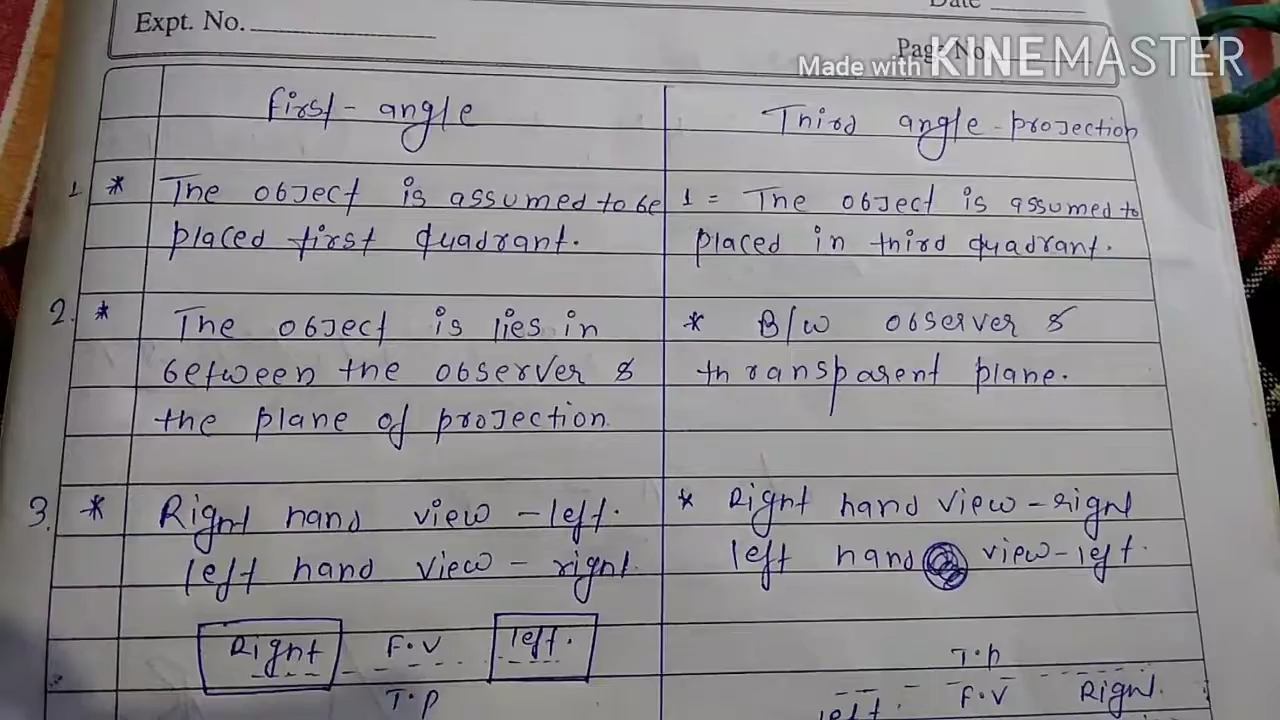 Date
Expt. No.
Page No.
Made with KINEMASTER
first-angle
Third angle-projection
1 * The object is assumed to be
placed first quadrant.
1 = The object is assumed to
placed in third quadrant.
2. * The object is lies in
between the observer &
the plane of projection.
* B/w observer &
thransparent plane.
3. * Right hand view - left.
left hand view - right.
* Right hand view - right
left hand view - left.
Right F.V left.
T.p
T.p
left. F.V Right.